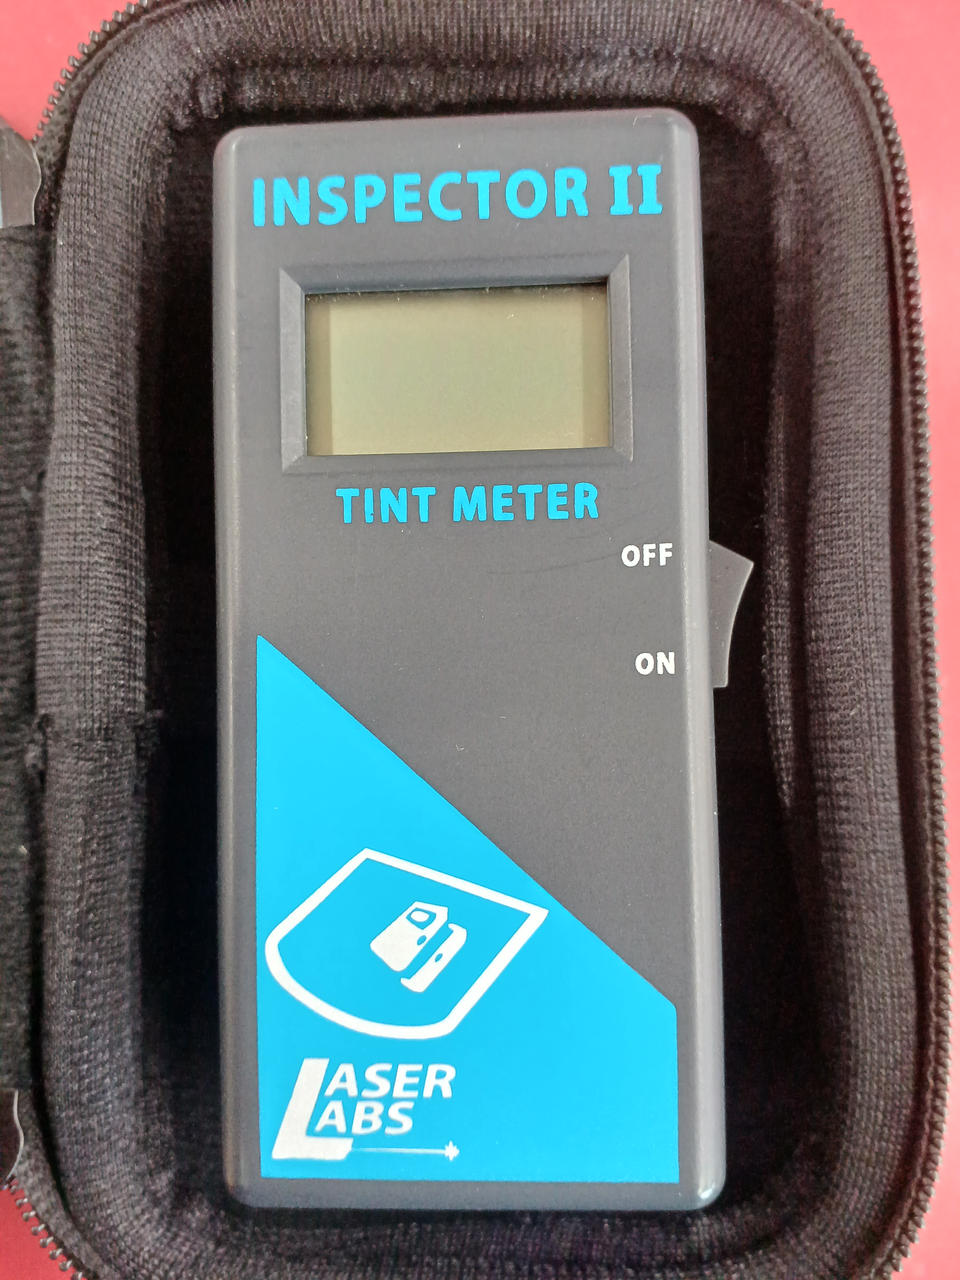 INSPECTOR II
TINT METER
OFF
ON
LASER
LABS